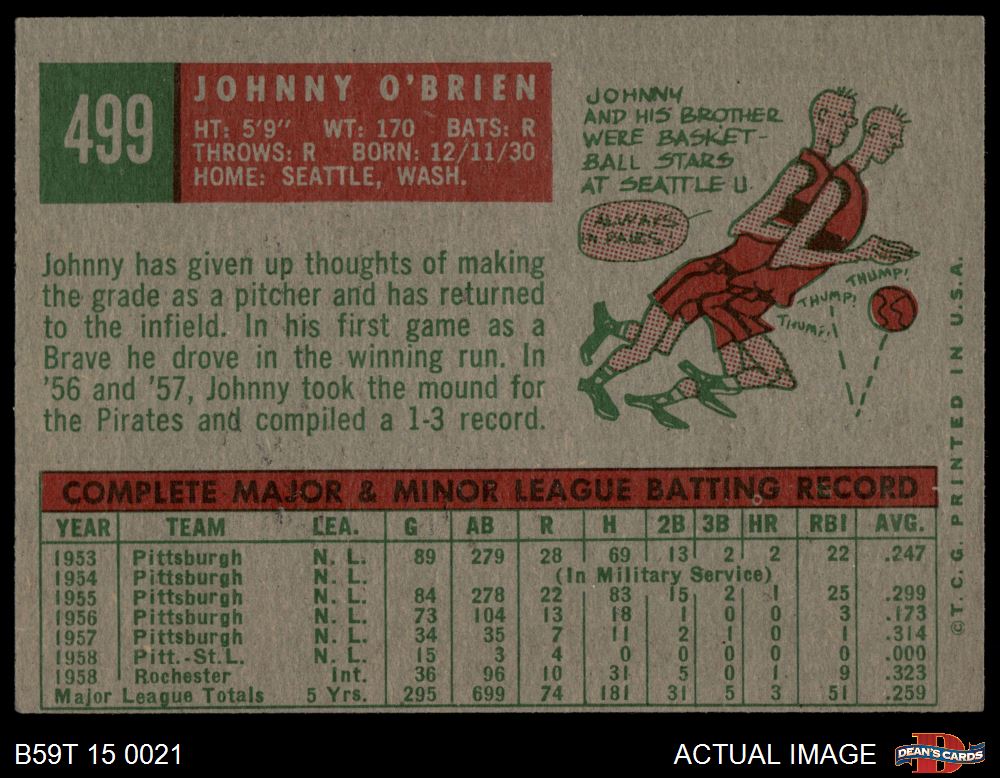 499
JOHNNY O'BRIEN
HT: 5'9" WT: 170 BATS: R
THROWS: R BORN: 12/11/30
HOME: SEATTLE, WASH.
JOHNNY
AND HIS BROTHER
WERE BASKET-
BALL STARS
AT SEATTLE U.
ALWAYS
IN PAIRS
THUMP!
THUMP!
THUMP!
Johnny has given up thoughts of making
the grade as a pitcher and has returned
to the infield. In his first game as a
Brave he drove in the winning run. In
'56 and '57, Johnny took the mound for
the Pirates and compiled a 1-3 record.
COMPLETE MAJOR & MINOR LEAGUE BATTING RECORD
YEAR TEAM LEA. G AB R H 2B 3B HR RBI AVG.
1953 Pittsburgh N. L. 89 279 28 69 13 2 2 22 .247
1954 Pittsburgh N. L. (In Military Service)
1955 Pittsburgh N. L. 84 278 22 83 15 2 1 25 .299
1956 Pittsburgh N. L. 73 104 13 18 1 0 0 3 .173
1957 Pittsburgh N. L. 34 35 7 11 2 1 0 1 .314
1958 Pitt.-St.L. N. L. 15 3 4 0 0 0 0 0 .000
1958 Rochester Int. 36 96 10 31 5 0 1 9 .323
Major League Totals 5 Yrs. 295 699 74 181 31 5 3 51 .259
©T. C. G. PRINTED IN U.S.A.
B59T 15 0021
ACTUAL IMAGE
DEAN'S CARDS